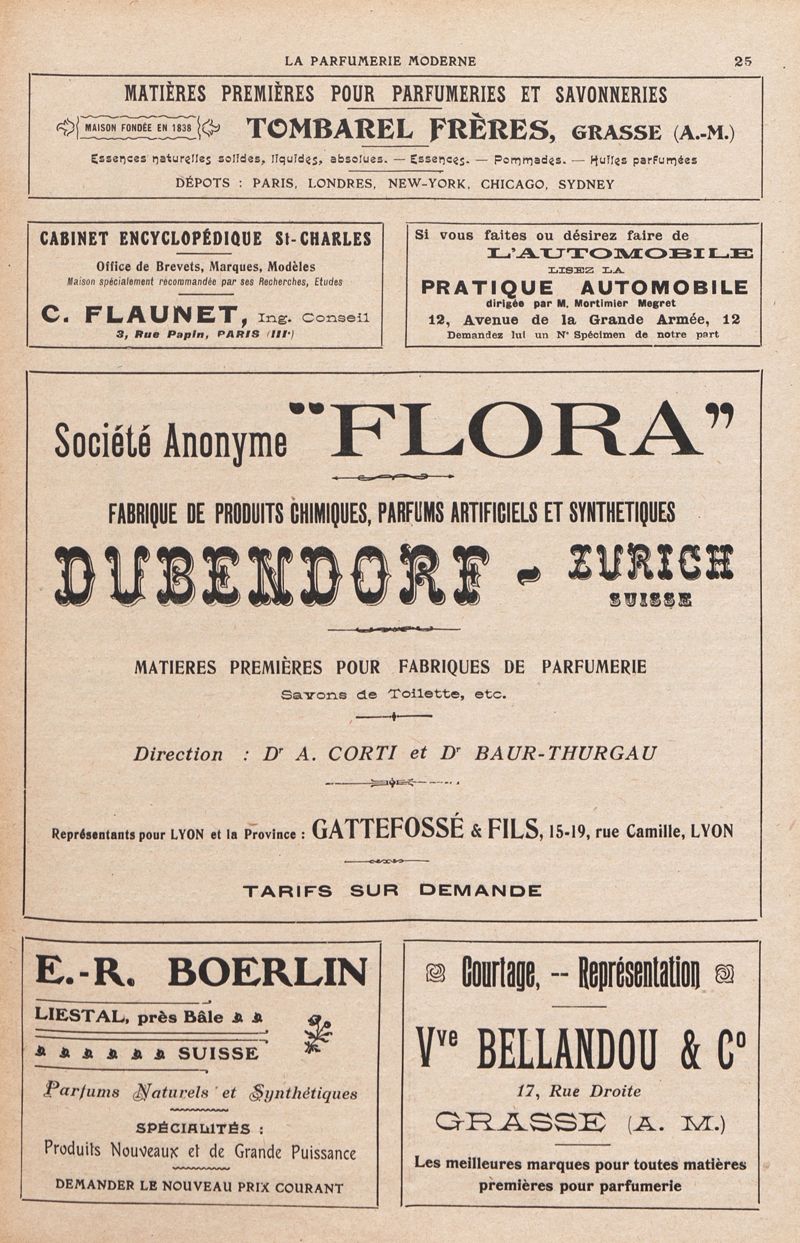 LA PARFUMERIE MODERNE 25
MATIÈRES PREMIÈRES POUR PARFUMERIES ET SAVONNERIES
MAISON FONDÉE EN 1838 TOMBAREL FRÈRES, GRASSE (A.-M.)
Essences naturelles solides, liquides, absolues. — Essences. — Pommades. — Huiles parfumées
DÉPOTS : PARIS, LONDRES, NEW-YORK, CHICAGO, SYDNEY
CABINET ENCYCLOPÉDIQUE St-CHARLES
Office de Brevets, Marques, Modèles
Maison spécialement recommandée par ses Recherches, Etudes
C. FLAUNET, Ing. Conseil
3, Rue Papin, PARIS (IIIe)
Si vous faites ou désirez faire de
L'AUTOMOBILE
LISEZ LA
PRATIQUE AUTOMOBILE
dirigée par M. Mortimier Megret
12, Avenue de la Grande Armée, 12
Demandez lui un N° Spécimen de notre part
Société Anonyme "FLORA"
FABRIQUE DE PRODUITS CHIMIQUES, PARFUMS ARTIFICIELS ET SYNTHETIQUES
DUBENDORF - ZURICH
SUISSE
MATIERES PREMIÈRES POUR FABRIQUES DE PARFUMERIE
Savons de Toilette, etc.
Direction : Dr A. CORTI et Dr BAUR-THURGAU
Représentants pour LYON et la Province : GATTEFOSSÉ & FILS, 15-19, rue Camille, LYON
TARIFS SUR DEMANDE
E.-R. BOERLIN
LIESTAL, près Bâle
SUISSE
Parfums Naturels et Synthétiques
SPÉCIALITÉS :
Produits Nouveaux et de Grande Puissance
DEMANDER LE NOUVEAU PRIX COURANT
Courtage, -- Représentation
Vve BELLANDOU & Co
17, Rue Droite
GRASSE (A. M.)
Les meilleures marques pour toutes matières
premières pour parfumerie